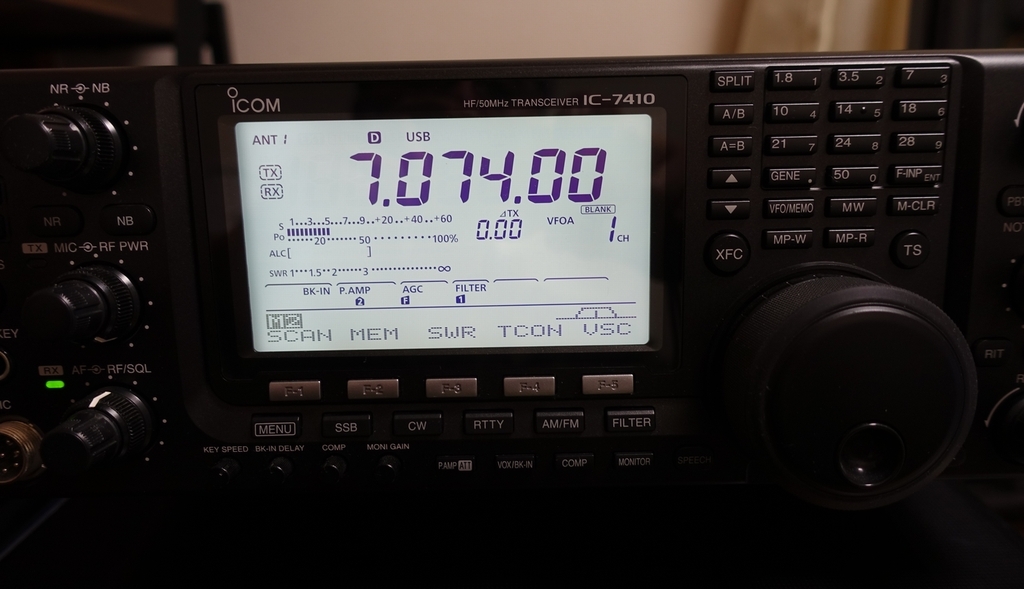 NR NB
ICOM
HF/50MHz TRANSCEIVER IC-7410
ANT 1 D USB
TX
RX
7.074.00
S 1...3...5...7...9..+20...+40...+60
Po 20 50 100%
ALC[ ]
⊿TX
0.00
VFOA
BLANK
1 CH
SWR 1 1.5 2 3 ∞
BK-IN P.AMP AGC FILTER
2 F 1
M2
SCAN MEM SWR TCON VSC
F-1 F-2 F-3 F-4 F-5
MENU SSB CW RTTY AM/FM FILTER
KEY SPEED BK-IN DELAY COMP MONI GAIN
P.AMP ATT VOX/BK-IN COMP MONITOR SPEECH
NR NB
TX MIC RF PWR
KEY
RX AF RF/SQL
IC
SPLIT 1.8 1 3.5 2 7 3
A/B 10 4 14 5 18 6
A=B 21 7 24 8 28 9
▲ GENE . 50 0 F-INP ENT
▼ VFO/MEMO MW M-CLR
XFC MP-W MP-R TS
PBT
NOT
RIT
R